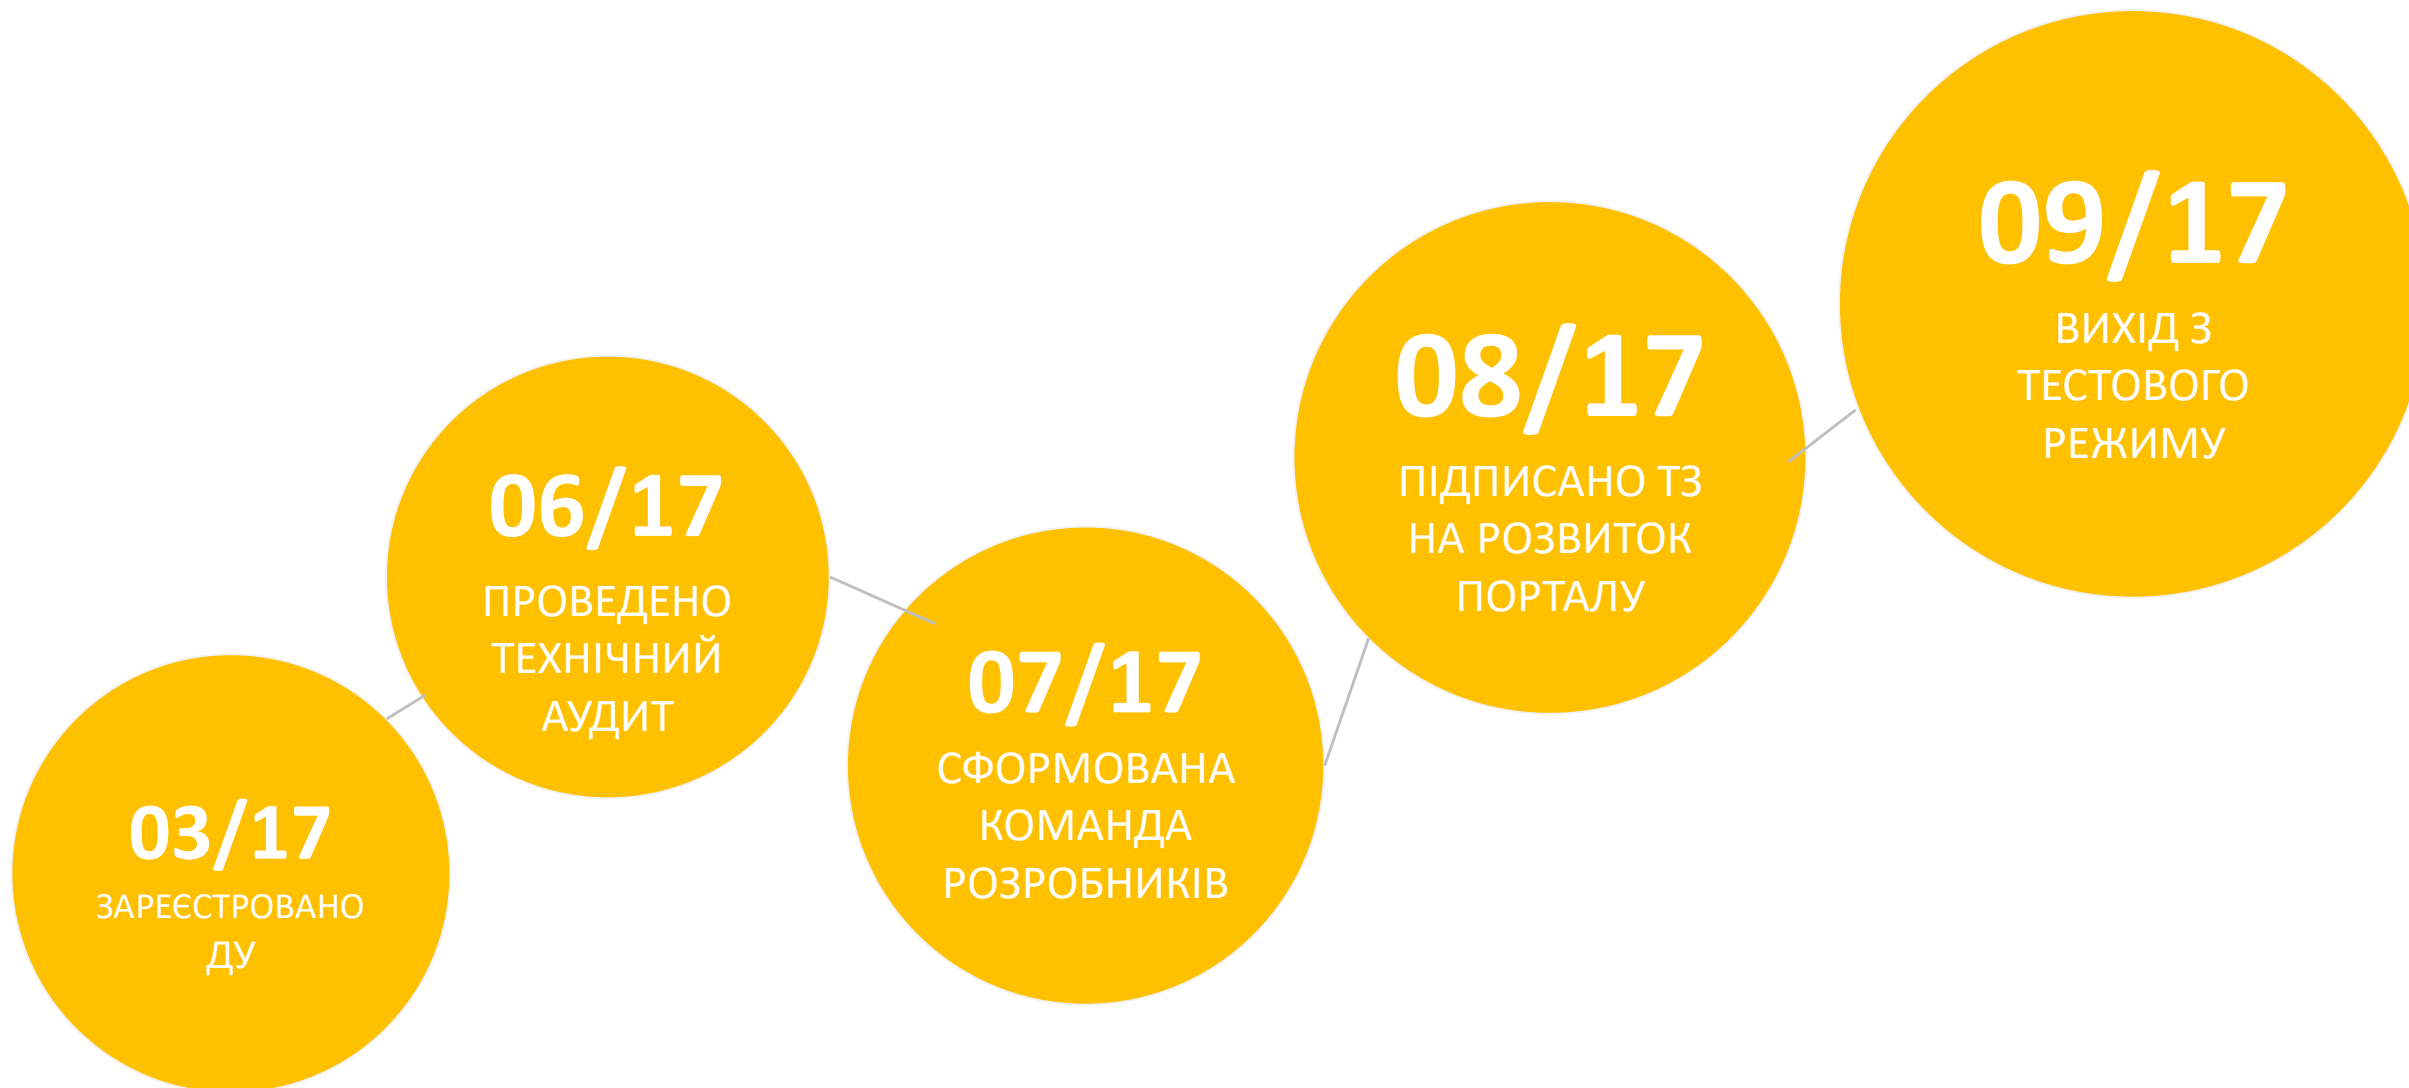 03/17
ЗАРЕЄСТРОВАНО
ДУ
06/17
ПРОВЕДЕНО
ТЕХНІЧНИЙ
АУДИТ
07/17
СФОРМОВАНА
КОМАНДА
РОЗРОБНИКІВ
08/17
ПІДПИСАНО ТЗ
НА РОЗВИТОК
ПОРТАЛУ
09/17
ВИХІД З
ТЕСТОВОГО
РЕЖИМУ